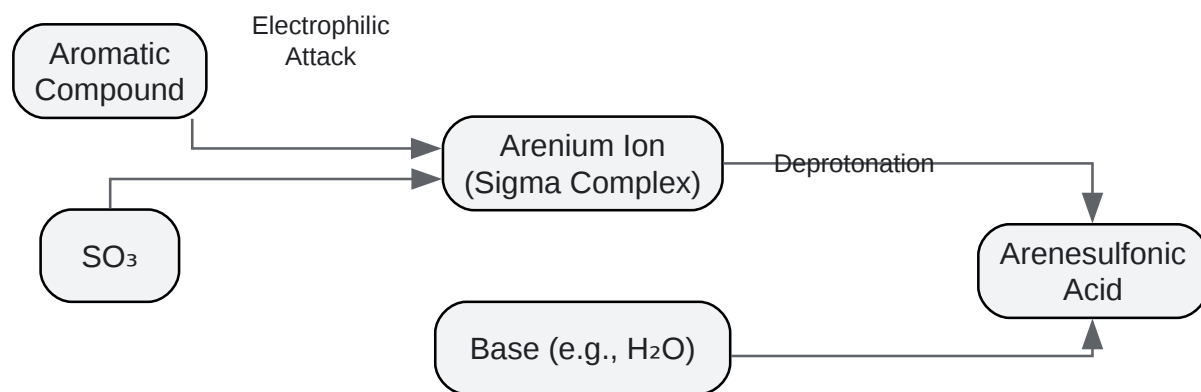 Aromatic
Compound
Electrophilic
Attack
Arenium Ion
(Sigma Complex)
Deprotonation
SO₃
Arenesulfonic
Acid
Base (e.g., H₂O)